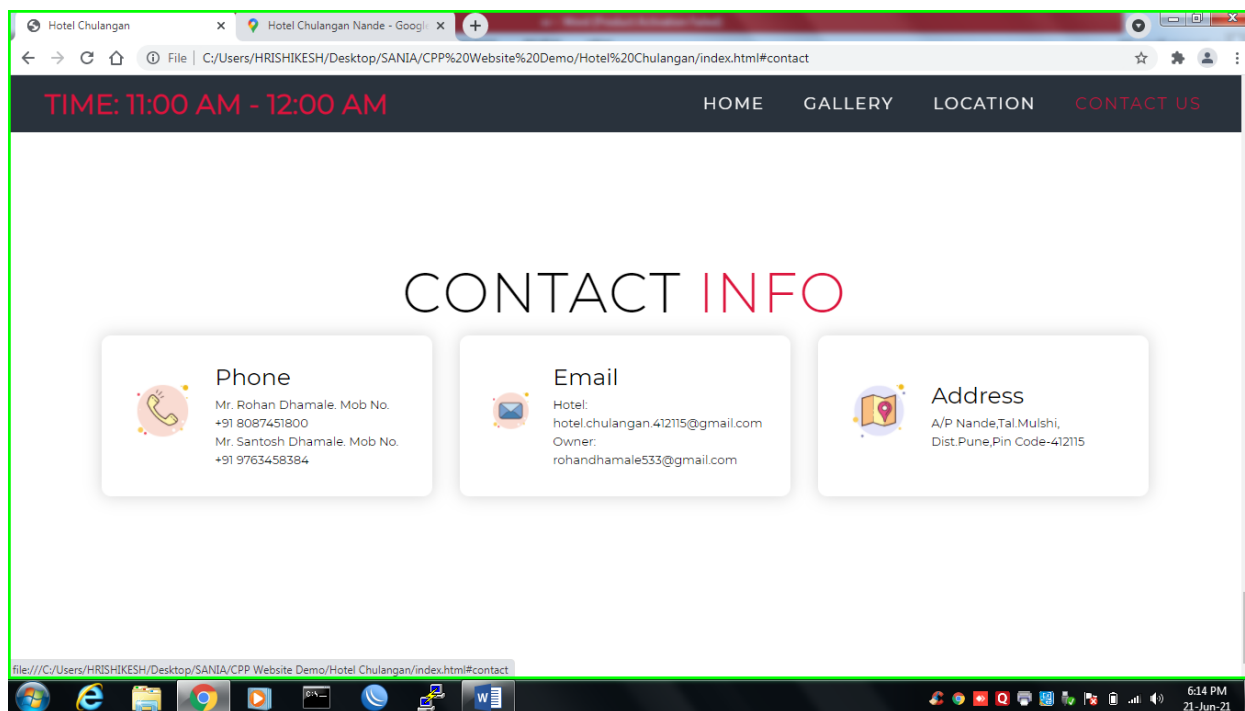 Hotel Chulangan
Hotel Chulangan Nande - Googl
File | C:/Users/HRISHIKESH/Desktop/SANIA/CPP%20Website%20Demo/Hotel%20Chulangan/index.html#contact
TIME: 11:00 AM - 12:00 AM
HOME GALLERY LOCATION CONTACT US
CONTACT INFO
Phone
Mr. Rohan Dhamale. Mob No.
+91 8087451800
Mr. Santosh Dhamale. Mob No.
+91 9763458384
Email
Hotel:
hotel.chulangan.412115@gmail.com
Owner:
rohandhamale533@gmail.com
Address
A/P Nande,Tal.Mulshi,
Dist.Pune,Pin Code-412115
file:///C:/Users/HRISHIKESH/Desktop/SANIA/CPP Website Demo/Hotel Chulangan/index.html#contact
6:14 PM
21-Jun-21